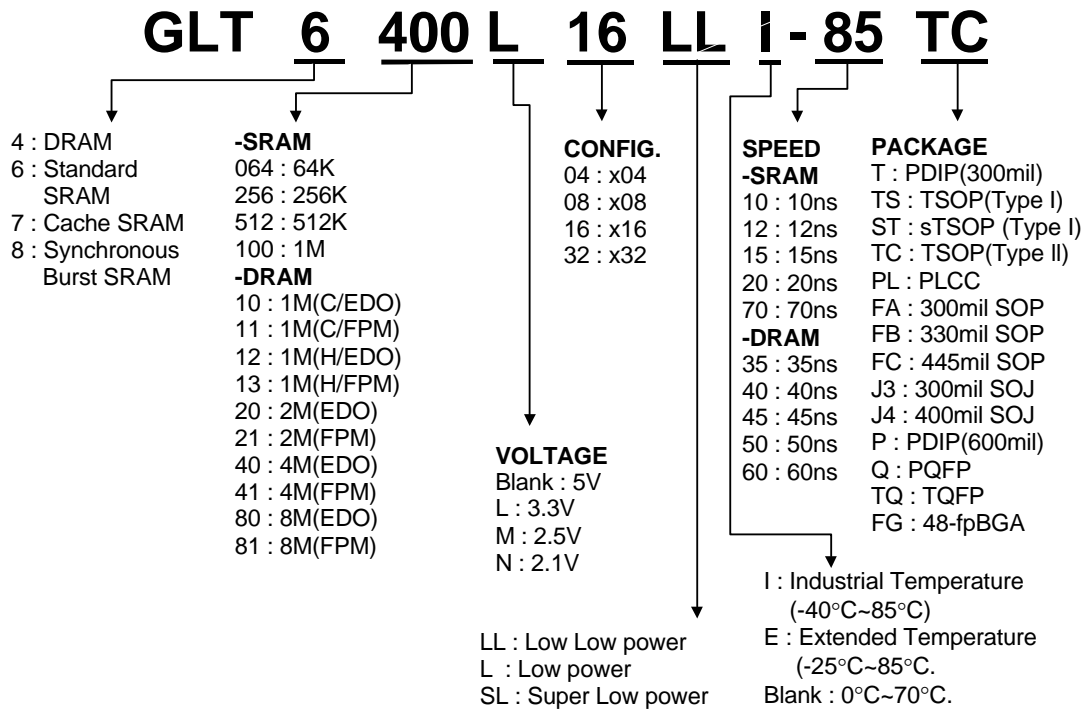 GLT 6 400 L 16 LL I - 85 TC
4 : DRAM
6 : Standard
SRAM
7 : Cache SRAM
8 : Synchronous
Burst SRAM
-SRAM
064 : 64K
256 : 256K
512 : 512K
100 : 1M
-DRAM
10 : 1M(C/EDO)
11 : 1M(C/FPM)
12 : 1M(H/EDO)
13 : 1M(H/FPM)
20 : 2M(EDO)
21 : 2M(FPM)
40 : 4M(EDO)
41 : 4M(FPM)
80 : 8M(EDO)
81 : 8M(FPM)
VOLTAGE
Blank : 5V
L : 3.3V
M : 2.5V
N : 2.1V
CONFIG.
04 : x04
08 : x08
16 : x16
32 : x32
LL : Low Low power
L : Low power
SL : Super Low power
SPEED
-SRAM
10 : 10ns
12 : 12ns
15 : 15ns
20 : 20ns
70 : 70ns
-DRAM
35 : 35ns
40 : 40ns
45 : 45ns
50 : 50ns
60 : 60ns
PACKAGE
T : PDIP(300mil)
TS : TSOP(Type I)
ST : sTSOP (Type I)
TC : TSOP(Type ll)
PL : PLCC
FA : 300mil SOP
FB : 330mil SOP
FC : 445mil SOP
J3 : 300mil SOJ
J4 : 400mil SOJ
P : PDIP(600mil)
Q : PQFP
TQ : TQFP
FG : 48-fpBGA
I : Industrial Temperature
(-40°C~85°C)
E : Extended Temperature
(-25°C~85°C.
Blank : 0°C~70°C.